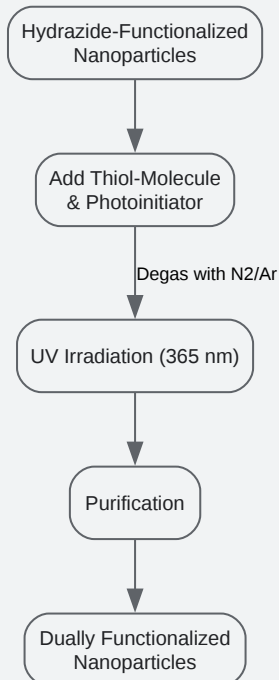 Hydrazide-Functionalized
Nanoparticles
Add Thiol-Molecule
& Photoinitiator
Degas with N2/Ar
UV Irradiation (365 nm)
Purification
Dually Functionalized
Nanoparticles